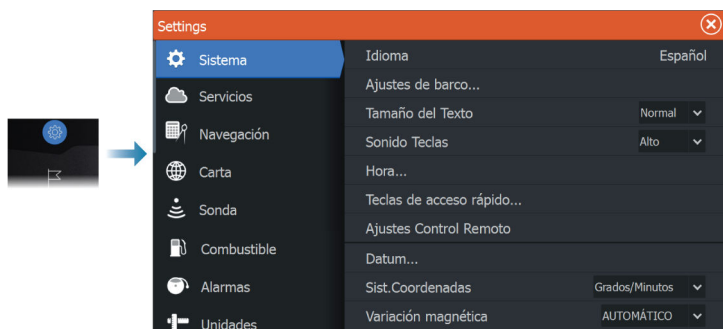 Settings
Sistema
Servicios
Navegación
Carta
Sonda
Combustible
Alarmas
Unidades
Idioma Español
Ajustes de barco...
Tamaño del Texto Normal
Sonido Teclas Alto
Hora...
Teclas de acceso rápido...
Ajustes Control Remoto
Datum...
Sist.Coordenadas Grados/Minutos
Variación magnética AUTOMÁTICO